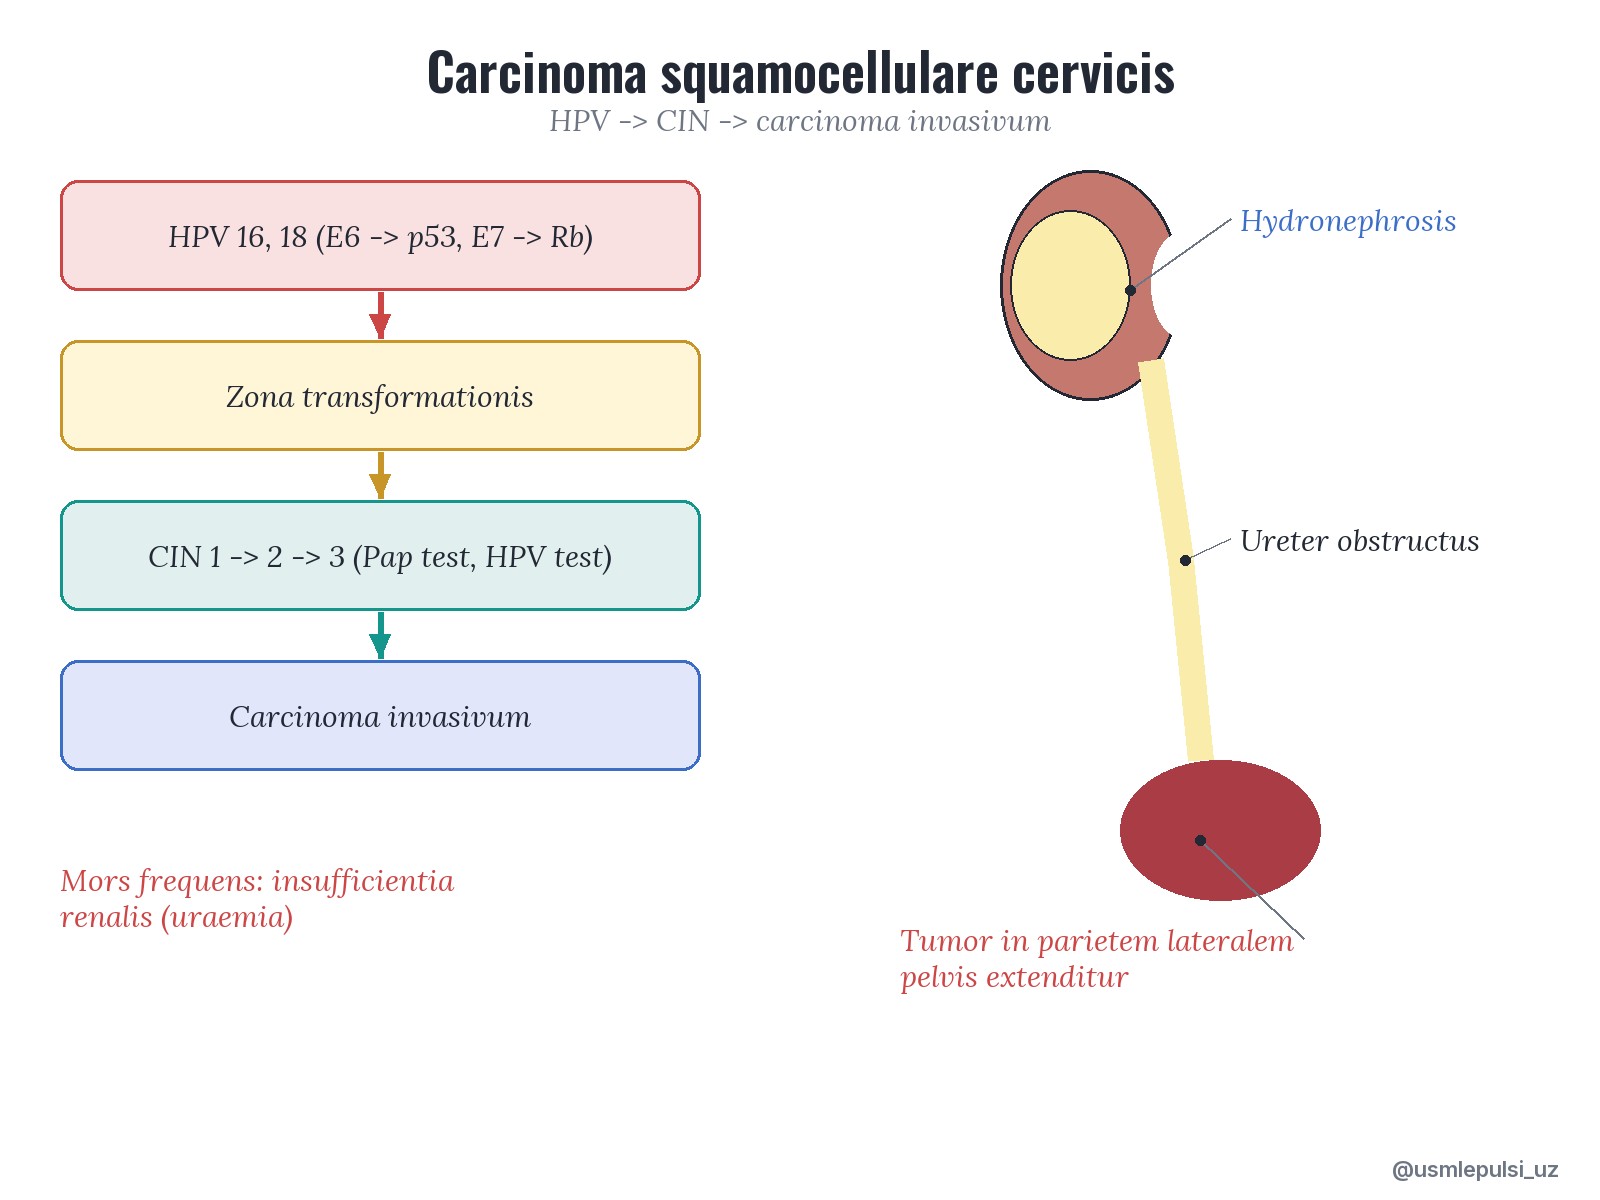 Carcinoma squamocellulare cervicis
HPV -> CIN -> carcinoma invasivum
HPV 16, 18 (E6 -> p53, E7 -> Rb)
Zona transformationis
CIN 1 -> 2 -> 3 (Pap test, HPV test)
Carcinoma invasivum
Mors frequens: insufficientia
renalis (uraemia)
Hydronephrosis
Ureter obstructus
Tumor in parietem lateralem
pelvis extenditur
@usmlepulsi_uz